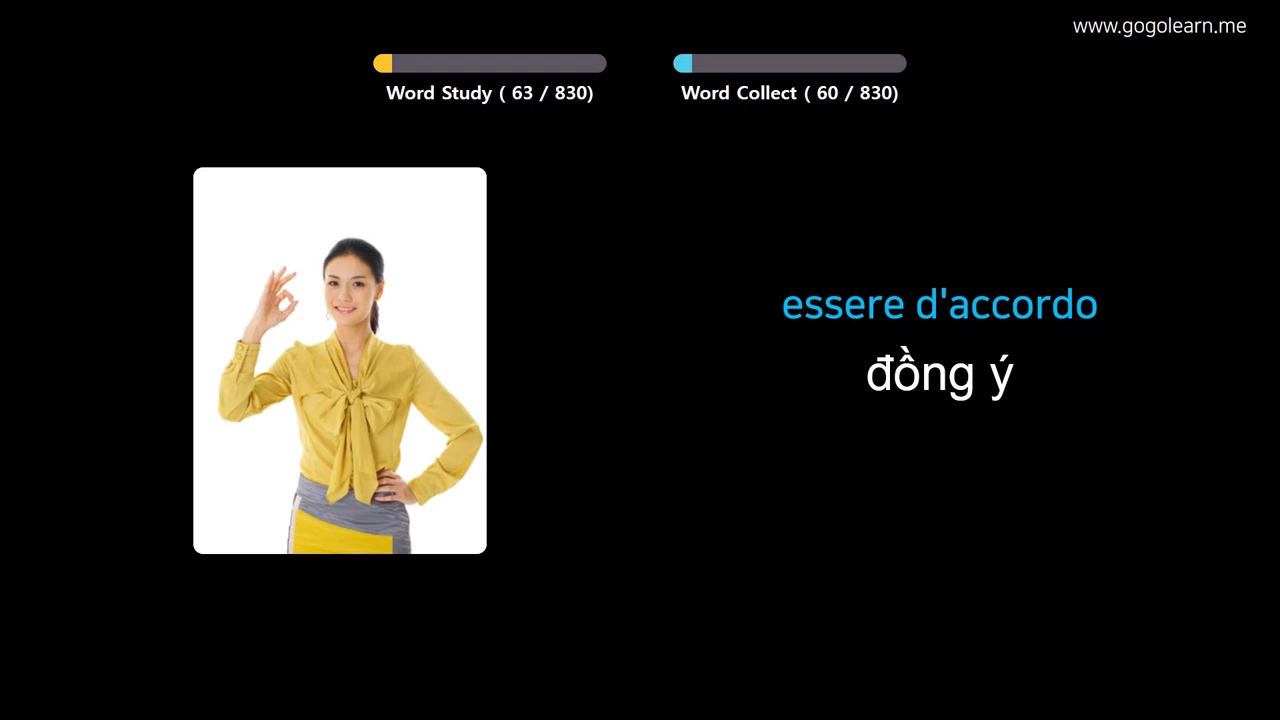 www.gogolearn.me
Word Study ( 63 / 830)
Word Collect ( 60 / 830)
essere d'accordo
đồng ý